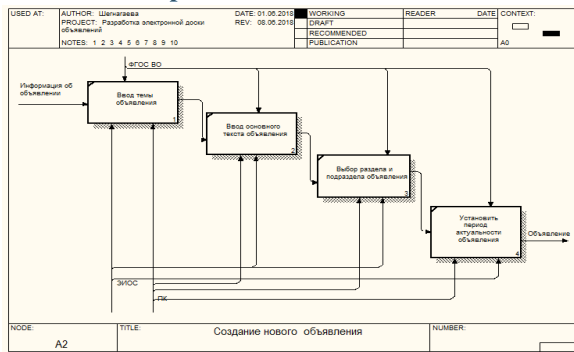 USED AT: AUTHOR: Шегнагаева DATE: 01.06.2018 WORKING READER DATE CONTEXT:
PROJECT: Разработка электронной доски объявлений REV: 08.06.2018 DRAFT
RECOMMENDED
NOTES: 1 2 3 4 5 6 7 8 9 10 PUBLICATION A0
ФГОС ВО
Информация об
объявлении
Ввод темы
объявления
1
Ввод основного
текста объявления
2
Выбор раздела и
подраздела объявления
3
Установить
период
актуальности
объявления
4
Объявление
ЭИОС
ПК
NODE: TITLE: NUMBER:
A2 Создание нового объявления